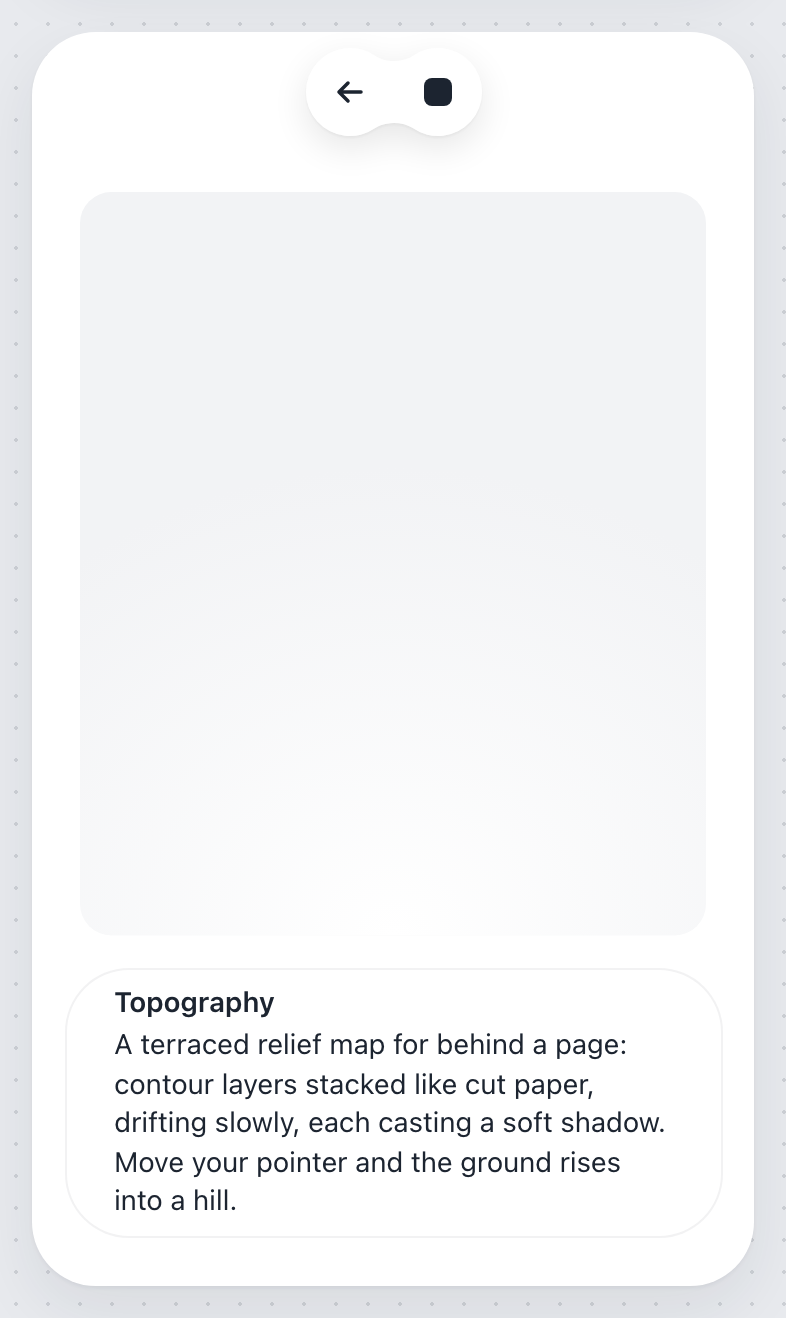 Topography
A terraced relief map for behind a page:
contour layers stacked like cut paper,
drifting slowly, each casting a soft shadow.
Move your pointer and the ground rises
into a hill.